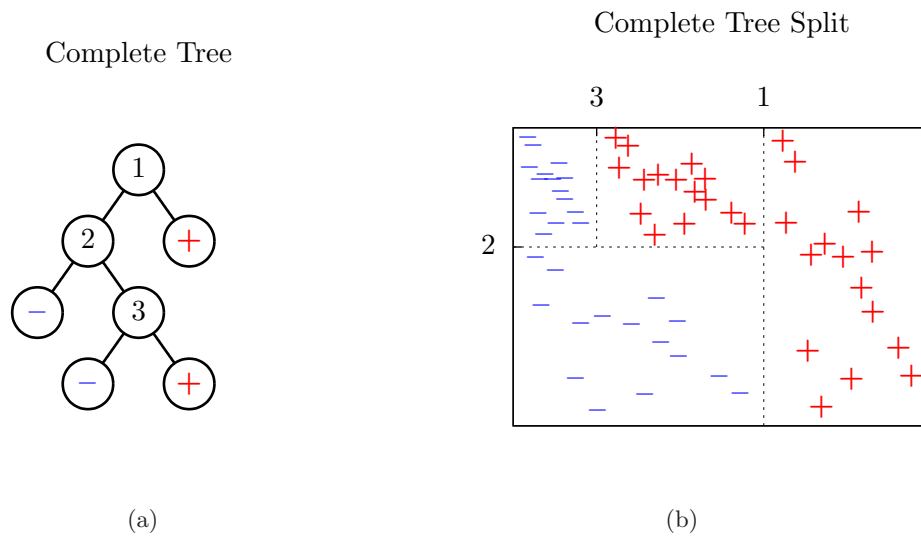 Complete Tree
1
2
+
−
3
−
+
(a)
Complete Tree Split
3 1
2
(b)